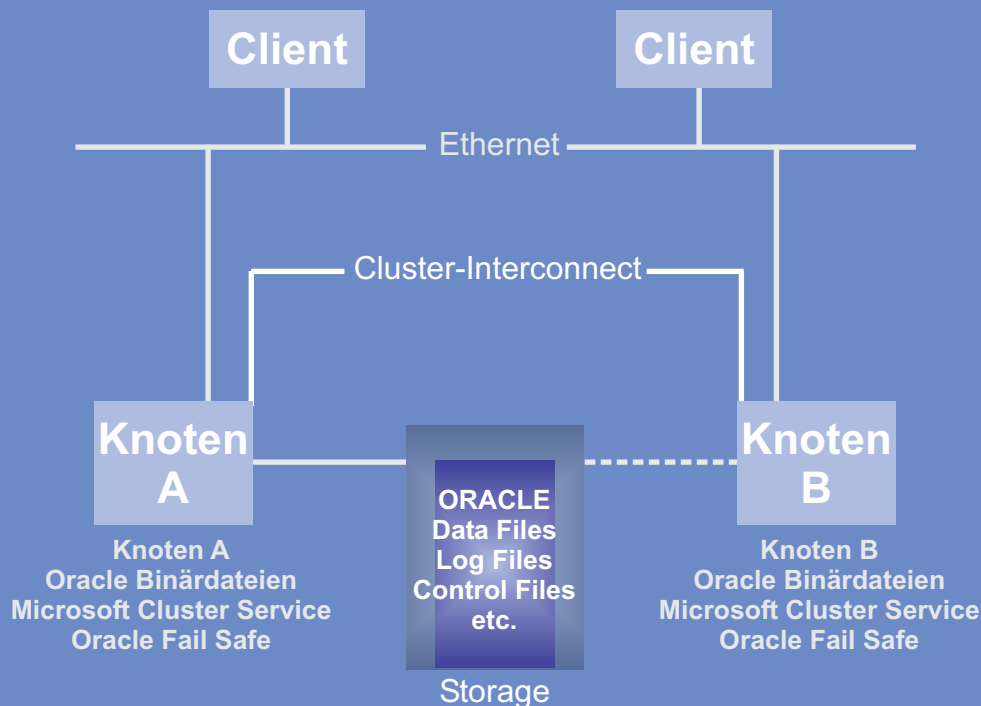 Client
Client
Ethernet
Cluster-Interconnect
Knoten
A
Knoten
B
ORACLE
Data Files
Log Files
Control Files
etc.
Knoten A
Oracle Binärdateien
Microsoft Cluster Service
Oracle Fail Safe
Knoten B
Oracle Binärdateien
Microsoft Cluster Service
Oracle Fail Safe
Storage